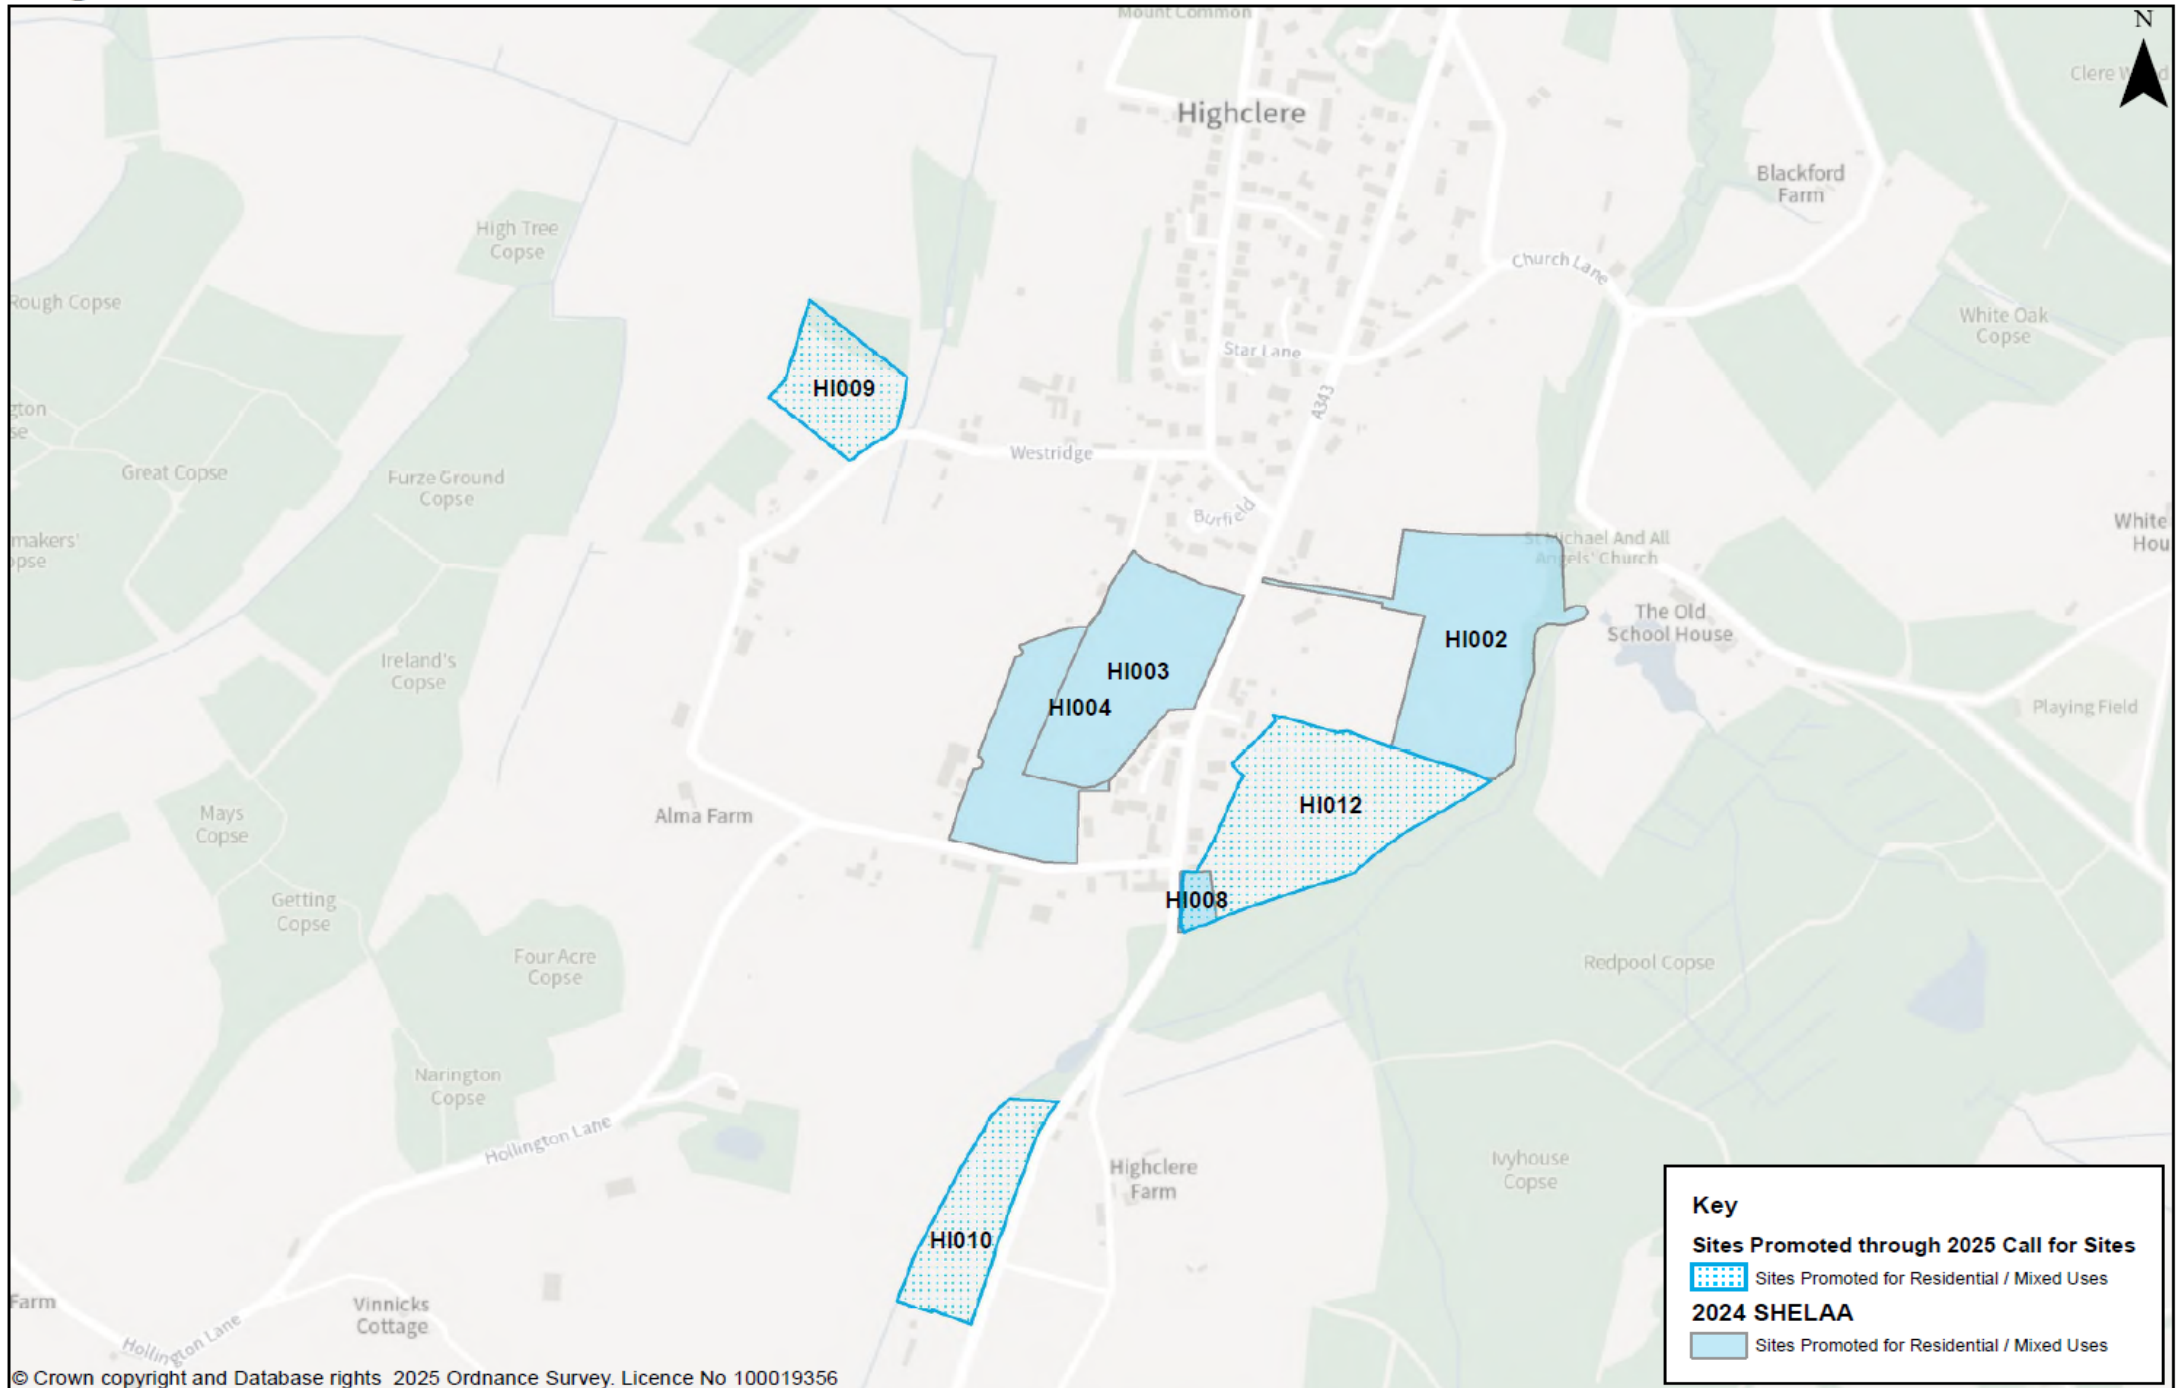 Mount Common
N
Clere W d
Highclere
Blackford
Farm
High Tree
Copse
Church Lane
Rough Copse
White Oak
Copse
Star Lane
HI009
A343
gton
se
Westridge
Great Copse
Furze Ground
Copse
Burfield
White
Hou
makers'
opse
St Michael And All
Angels' Church
The Old
School House
HI002
Ireland's
Copse
HI003
HI004
Playing Field
HI012
Mays
Copse
Alma Farm
HI008
Getting
Copse
Four Acre
Copse
Redpool Copse
Narington
Copse
Hollington Lane
Highclere
Farm
Ivyhouse
Copse
HI010
Farm
Vinnicks
Cottage
Hollington Lane
Key
Sites Promoted through 2025 Call for Sites
Sites Promoted for Residential / Mixed Uses
2024 SHELAA
Sites Promoted for Residential / Mixed Uses
© Crown copyright and Database rights 2025 Ordnance Survey. Licence No 100019356